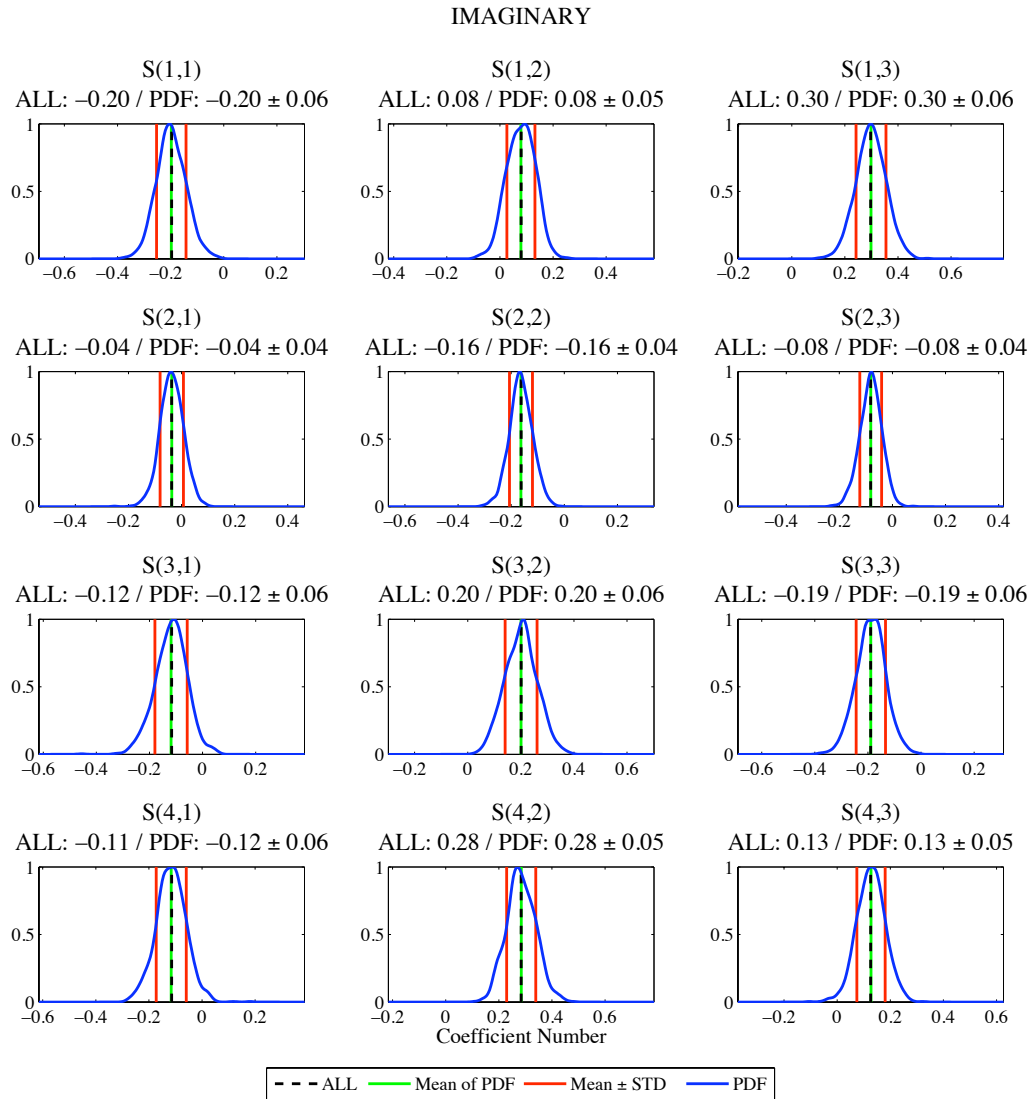 IMAGINARY
S(1,1) S(1,2) S(1,3)
ALL: −0.20 / PDF: −0.20 ± 0.06 ALL: 0.08 / PDF: 0.08 ± 0.05 ALL: 0.30 / PDF: 0.30 ± 0.06
1 1 1
0.5 0.5 0.5
0 0 0
−0.6 −0.4 −0.2 0 0.2 −0.4 −0.2 0 0.2 0.4 −0.2 0 0.2 0.4 0.6
S(2,1) S(2,2) S(2,3)
ALL: −0.04 / PDF: −0.04 ± 0.04 ALL: −0.16 / PDF: −0.16 ± 0.04 ALL: −0.08 / PDF: −0.08 ± 0.04
1 1 1
0.5 0.5 0.5
0 0 0
−0.4 −0.2 0 0.2 0.4 −0.6 −0.4 −0.2 0 0.2 −0.4 −0.2 0 0.2 0.4
S(3,1) S(3,2) S(3,3)
ALL: −0.12 / PDF: −0.12 ± 0.06 ALL: 0.20 / PDF: 0.20 ± 0.06 ALL: −0.19 / PDF: −0.19 ± 0.06
1 1 1
0.5 0.5 0.5
0 0 0
−0.6 −0.4 −0.2 0 0.2 −0.2 0 0.2 0.4 0.6 −0.6 −0.4 −0.2 0 0.2
S(4,1) S(4,2) S(4,3)
ALL: −0.11 / PDF: −0.12 ± 0.06 ALL: 0.28 / PDF: 0.28 ± 0.05 ALL: 0.13 / PDF: 0.13 ± 0.05
1 1 1
0.5 0.5 0.5
0 0 0
−0.6 −0.4 −0.2 0 0.2 −0.2 0 0.2 0.4 0.6 −0.2 0 0.2 0.4 0.6
Coefficient Number
ALL Mean of PDF Mean ± STD PDF